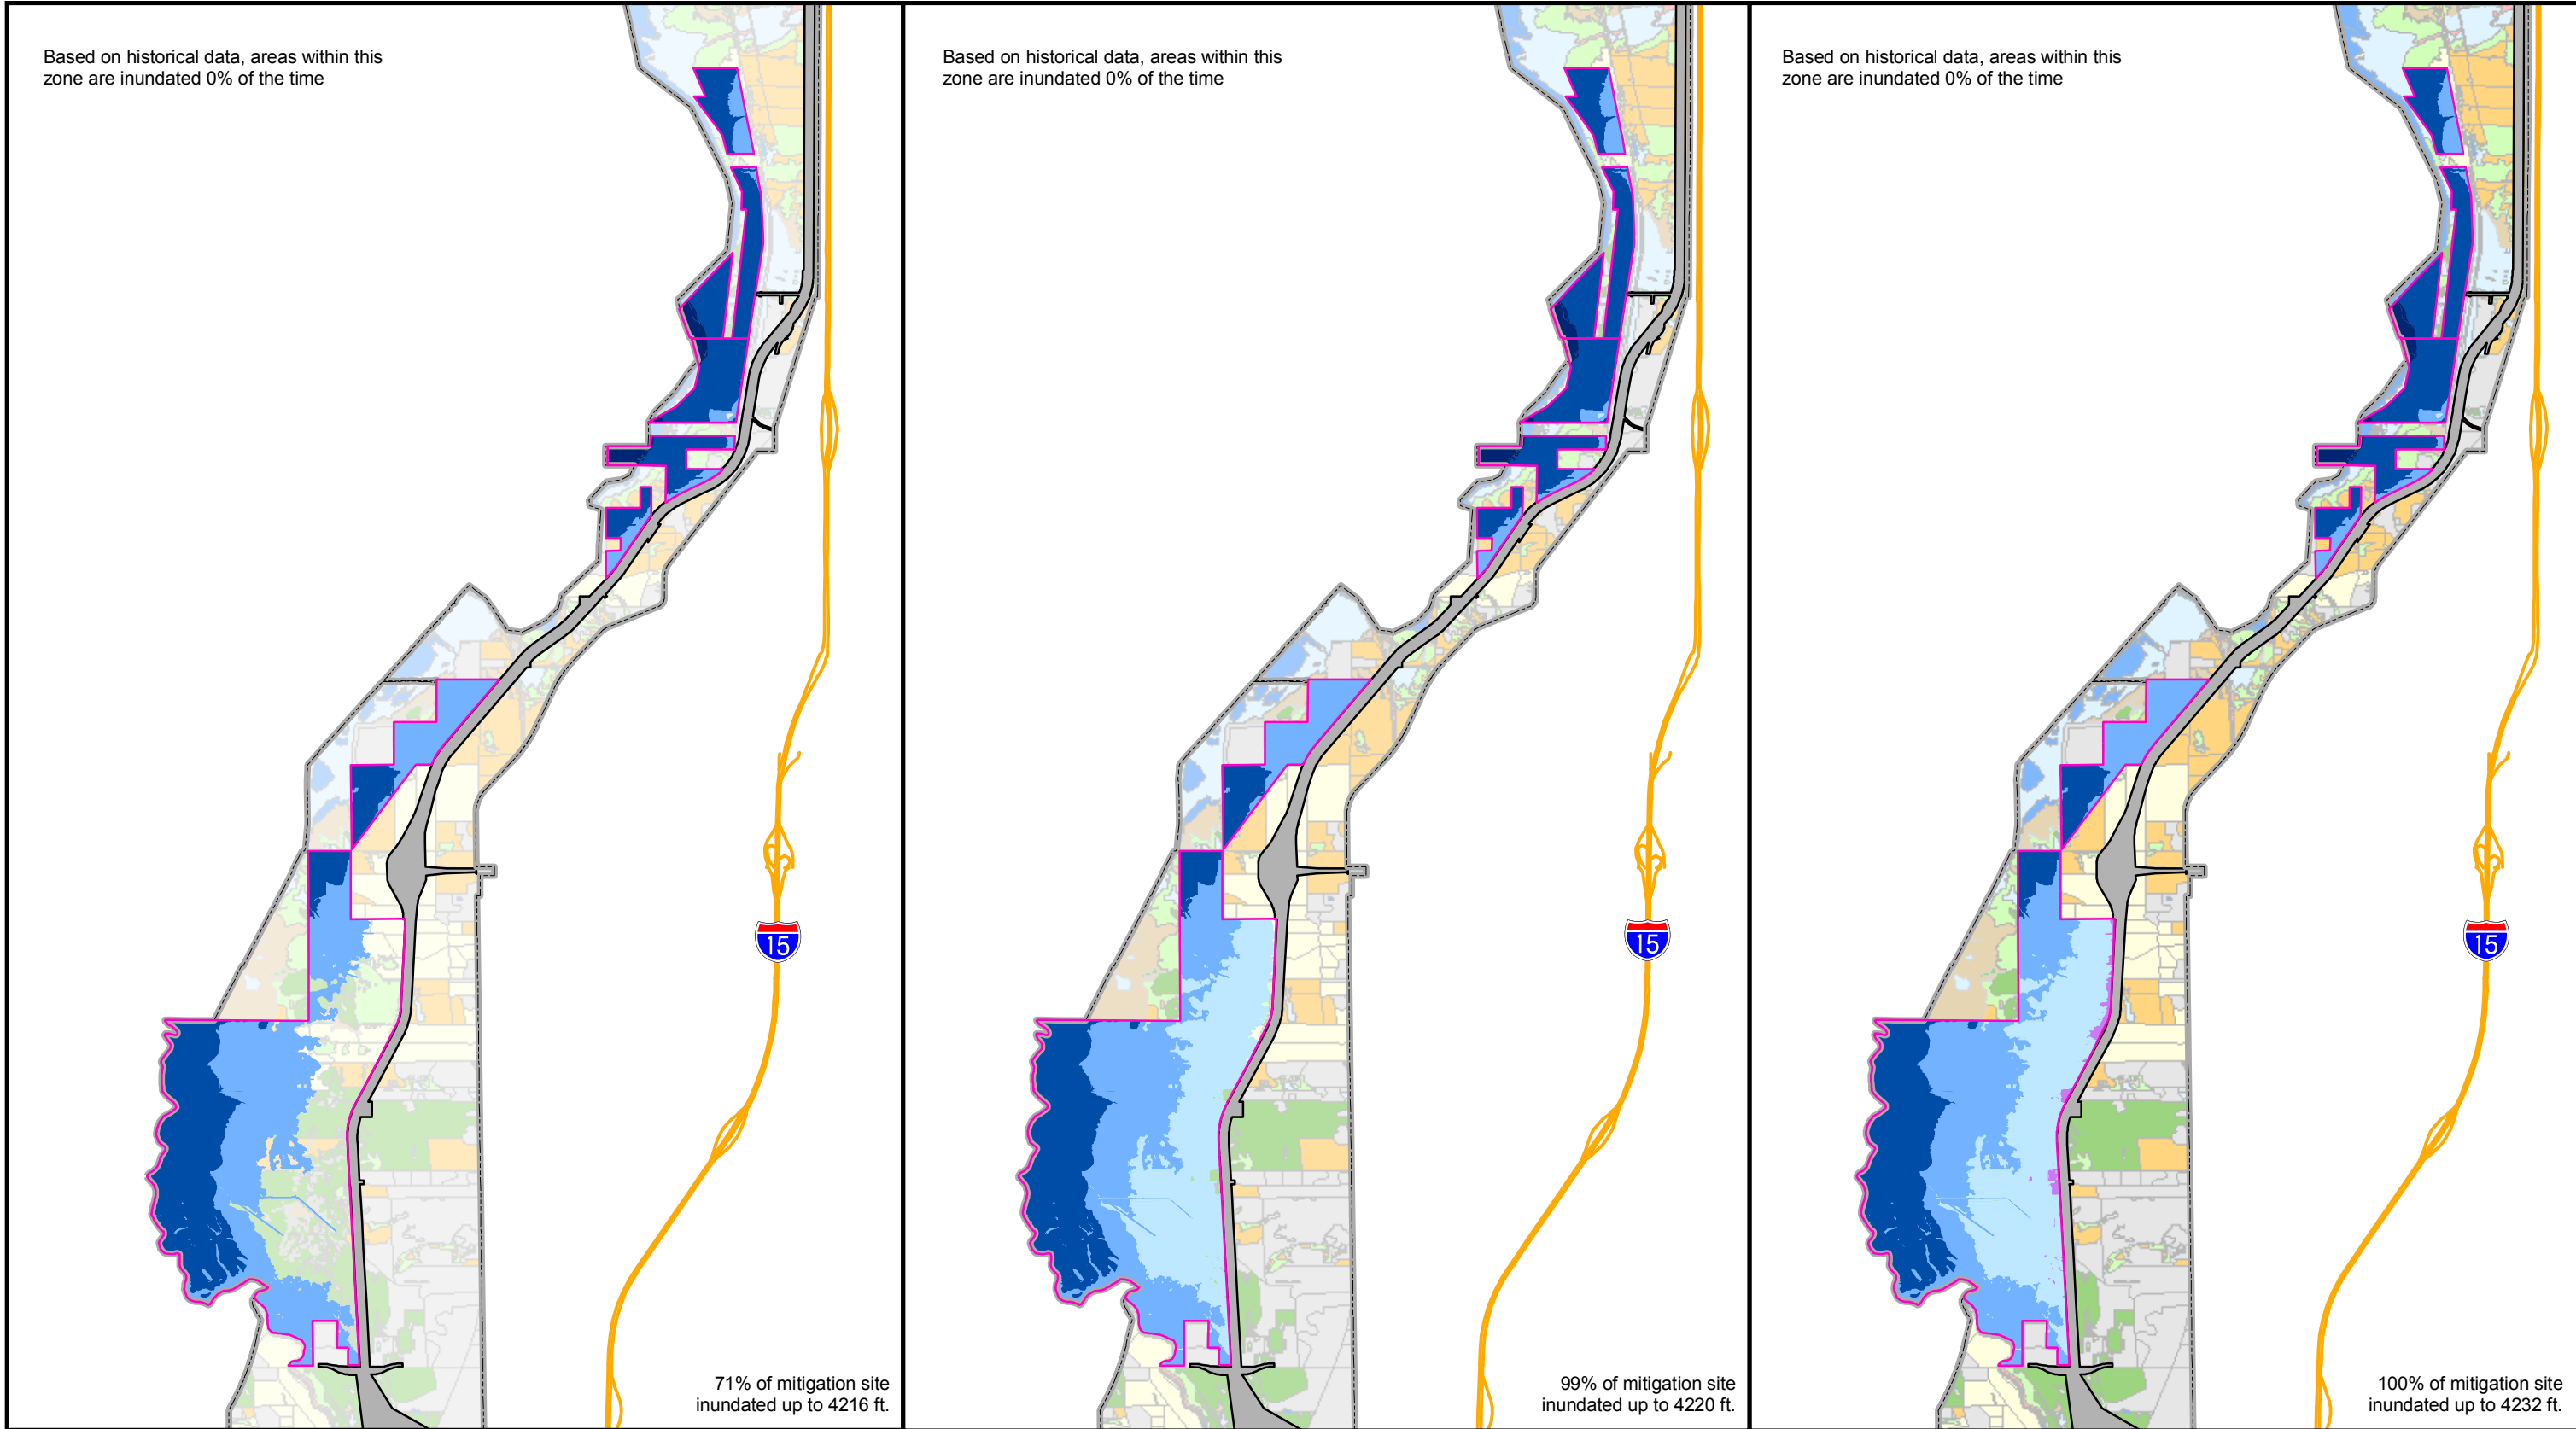 Based on historical data, areas within this
zone are inundated 0% of the time
15
71% of mitigation site
inundated up to 4216 ft.
Based on historical data, areas within this
zone are inundated 0% of the time
15
99% of mitigation site
inundated up to 4220 ft.
Based on historical data, areas within this
zone are inundated 0% of the time
15
100% of mitigation site
inundated up to 4232 ft.